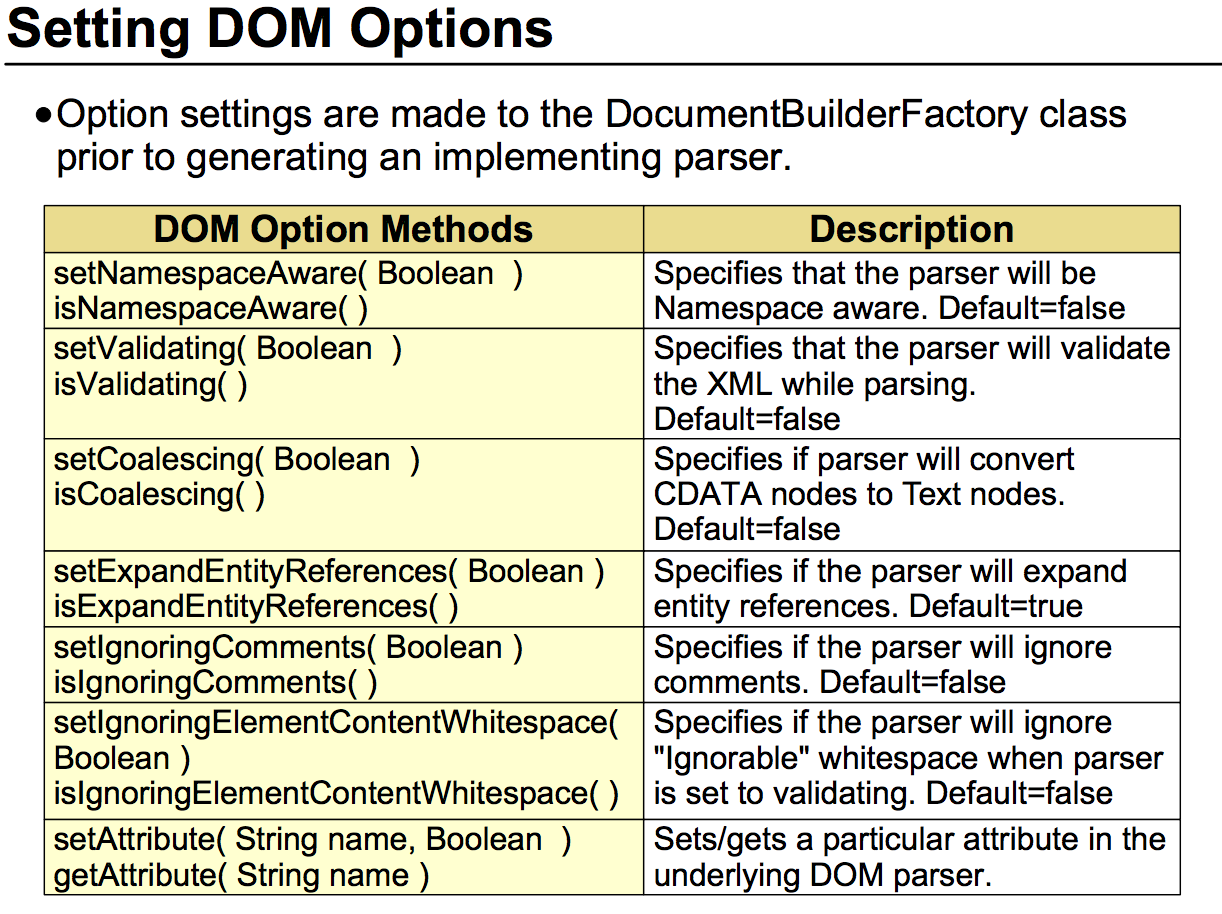 Setting DOM Options
•Option settings are made to the DocumentBuilderFactory class
prior to generating an implementing parser.
DOM Option Methods
Description
setNamespaceAware( Boolean  )
isNamespaceAware( )
Specifies that the parser will be
Namespace aware. Default=false
setValidating( Boolean  )
isValidating( )
Specifies that the parser will validate
the XML while parsing.
Default=false
setCoalescing( Boolean  )
isCoalescing( )
Specifies if parser will convert
CDATA nodes to Text nodes.
Default=false
setExpandEntityReferences( Boolean )
isExpandEntityReferences( )
Specifies if the parser will expand
entity references. Default=true
setIgnoringComments( Boolean )
isIgnoringComments( )
Specifies if the parser will ignore
comments. Default=false
setIgnoringElementContentWhitespace(
Boolean )
isIgnoringElementContentWhitespace( )
Specifies if the parser will ignore
"Ignorable" whitespace when parser
is set to validating. Default=false
setAttribute( String name, Boolean  )
getAttribute( String name )
Sets/gets a particular attribute in the
underlying DOM parser.